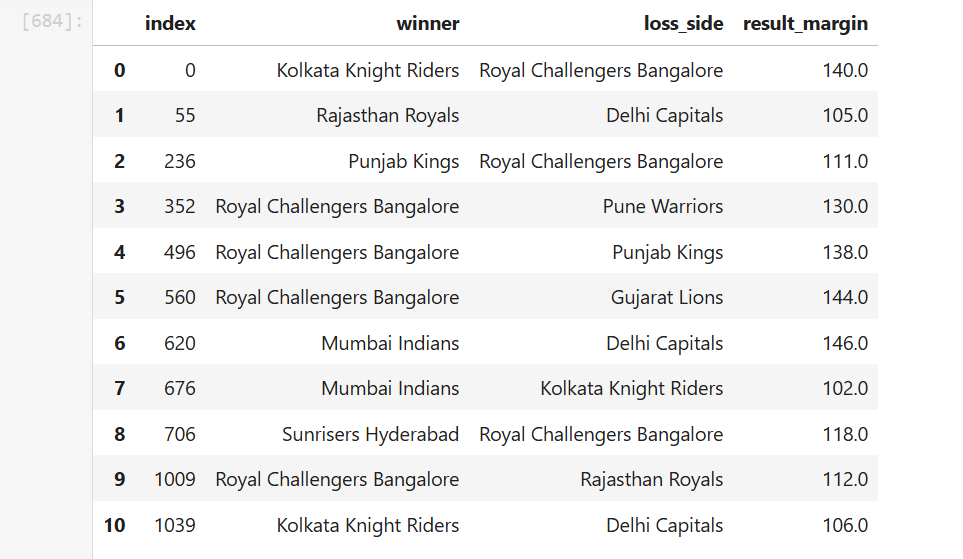 [684]:
index winner loss_side result_margin
0 0 Kolkata Knight Riders Royal Challengers Bangalore 140.0
1 55 Rajasthan Royals Delhi Capitals 105.0
2 236 Punjab Kings Royal Challengers Bangalore 111.0
3 352 Royal Challengers Bangalore Pune Warriors 130.0
4 496 Royal Challengers Bangalore Punjab Kings 138.0
5 560 Royal Challengers Bangalore Gujarat Lions 144.0
6 620 Mumbai Indians Delhi Capitals 146.0
7 676 Mumbai Indians Kolkata Knight Riders 102.0
8 706 Sunrisers Hyderabad Royal Challengers Bangalore 118.0
9 1009 Royal Challengers Bangalore Rajasthan Royals 112.0
10 1039 Kolkata Knight Riders Delhi Capitals 106.0